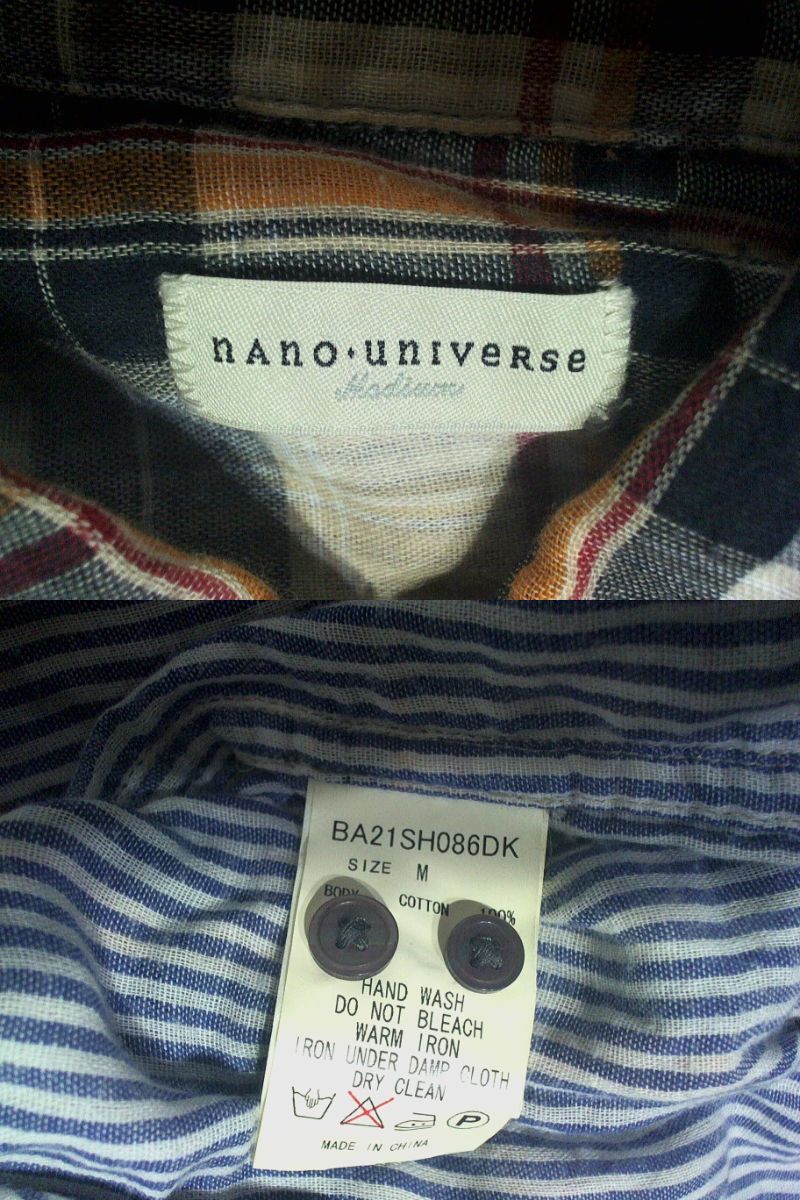 nano・universe
Medium
BA21SH086DK
SIZE M
BODY COTTON 100%
HAND WASH
DO NOT BLEACH
WARM IRON
IRON UNDER DAMP CLOTH
DRY CLEAN
P
MADE IN CHINA